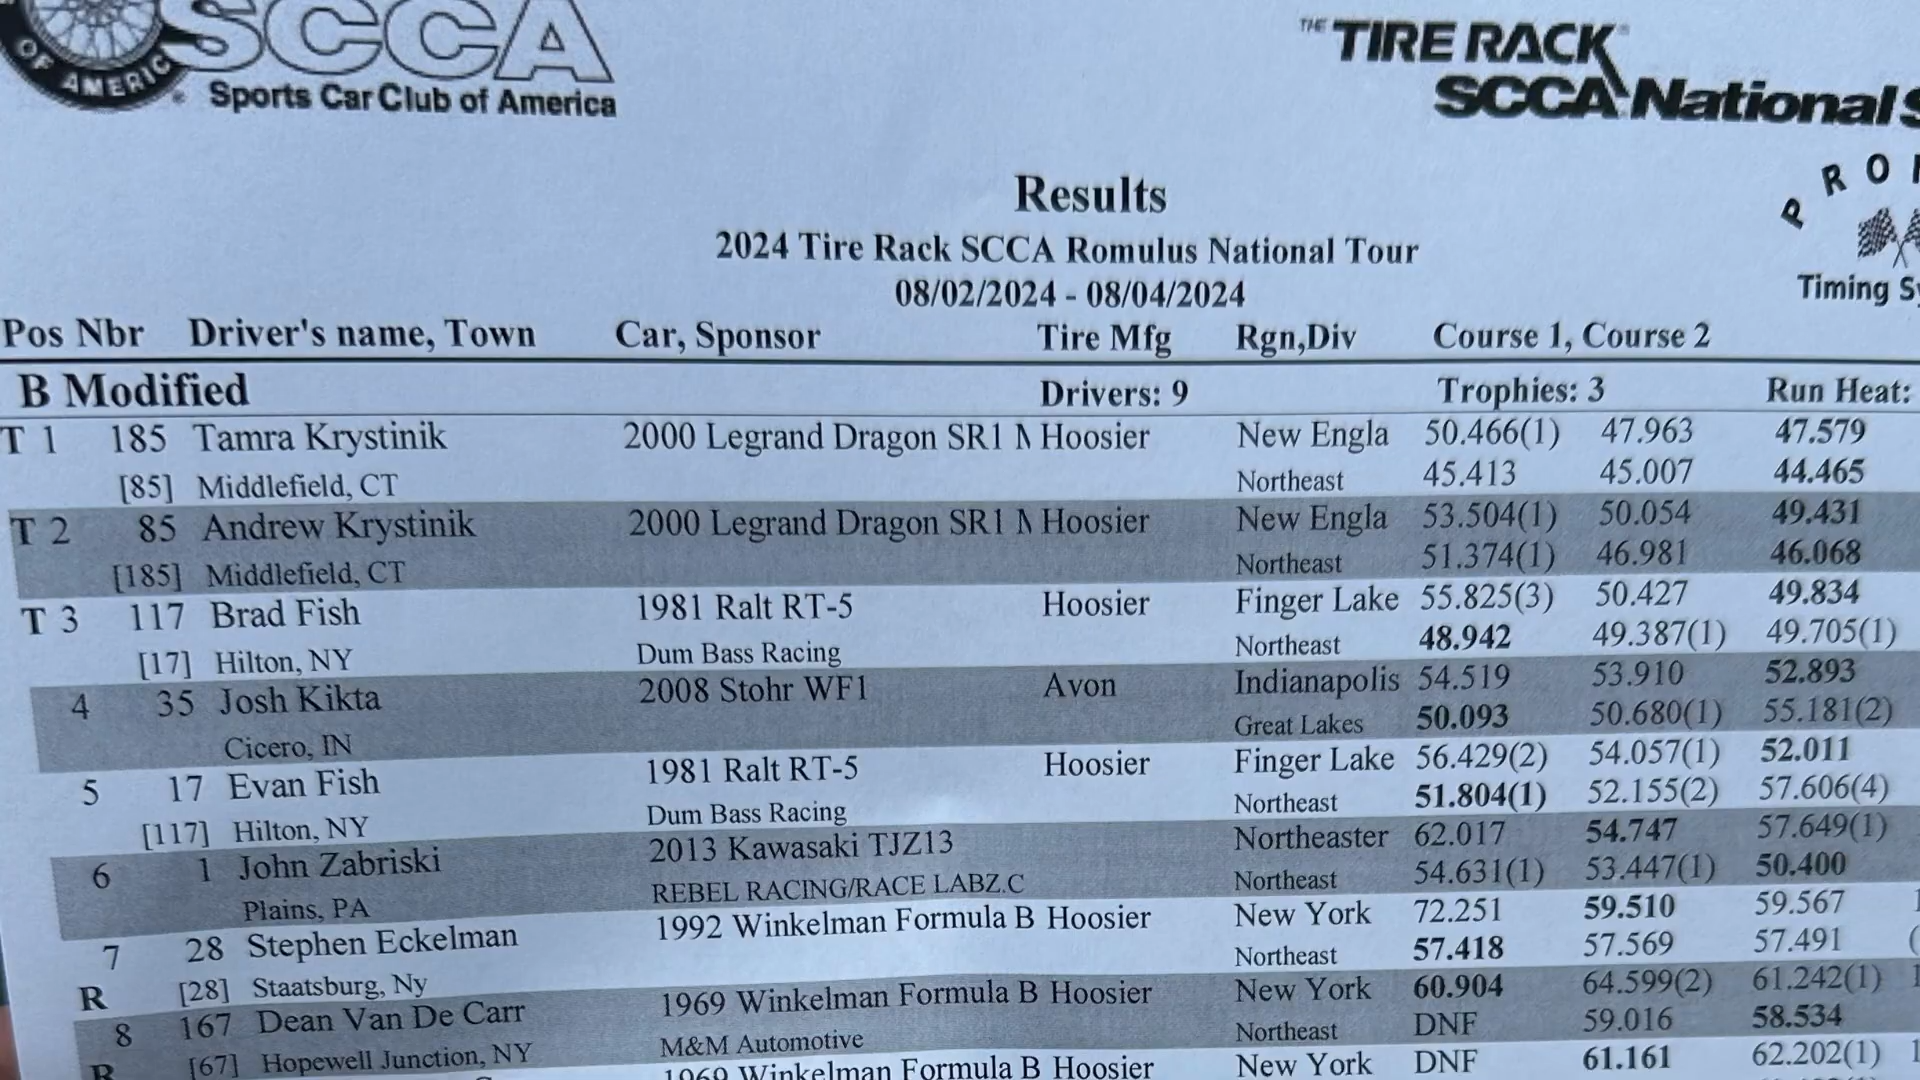 OF AMERIC
SCCA
Sports Car Club of America
THE TIRE RACK
SCCA National
P R O
Timing
Results
2024 Tire Rack SCCA Romulus National Tour
08/02/2024 - 08/04/2024
Pos Nbr Driver's name, Town Car, Sponsor Tire Mfg Rgn,Div Course 1, Course 2
B Modified Drivers: 9 Trophies: 3 Run Heat:
T 1 185 Tamra Krystinik 2000 Legrand Dragon SR1 M Hoosier New Engla 50.466(1) 47.963 47.579
[85] Middlefield, CT Northeast 45.413 45.007 44.465
T 2 85 Andrew Krystinik 2000 Legrand Dragon SR1 M Hoosier New Engla 53.504(1) 50.054 49.431
[185] Middlefield, CT Northeast 51.374(1) 46.981 46.068
T 3 117 Brad Fish 1981 Ralt RT-5 Hoosier Finger Lake 55.825(3) 50.427 49.834
[17] Hilton, NY Dum Bass Racing Northeast 48.942 49.387(1) 49.705(1)
4 35 Josh Kikta 2008 Stohr WF1 Avon Indianapolis 54.519 53.910 52.893
Cicero, IN Great Lakes 50.093 50.680(1) 55.181(2)
5 17 Evan Fish 1981 Ralt RT-5 Hoosier Finger Lake 56.429(2) 54.057(1) 52.011
[117] Hilton, NY Dum Bass Racing Northeast 51.804(1) 52.155(2) 57.606(4)
6 1 John Zabriski 2013 Kawasaki TJZ13 Northeaster 62.017 54.747 57.649(1)
Plains, PA REBEL RACING/RACE LABZ.C Northeast 54.631(1) 53.447(1) 50.400
7 28 Stephen Eckelman 1992 Winkelman Formula B Hoosier New York 72.251 59.510 59.567
R [28] Staatsburg, Ny Northeast 57.418 57.569 57.491
8 167 Dean Van De Carr 1969 Winkelman Formula B Hoosier New York 60.904 64.599(2) 61.242(1)
R [67] Hopewell Junction, NY M&M Automotive Northeast DNF 59.016 58.534
1969 Winkelman Formula B Hoosier New York DNF 61.161 62.202(1)